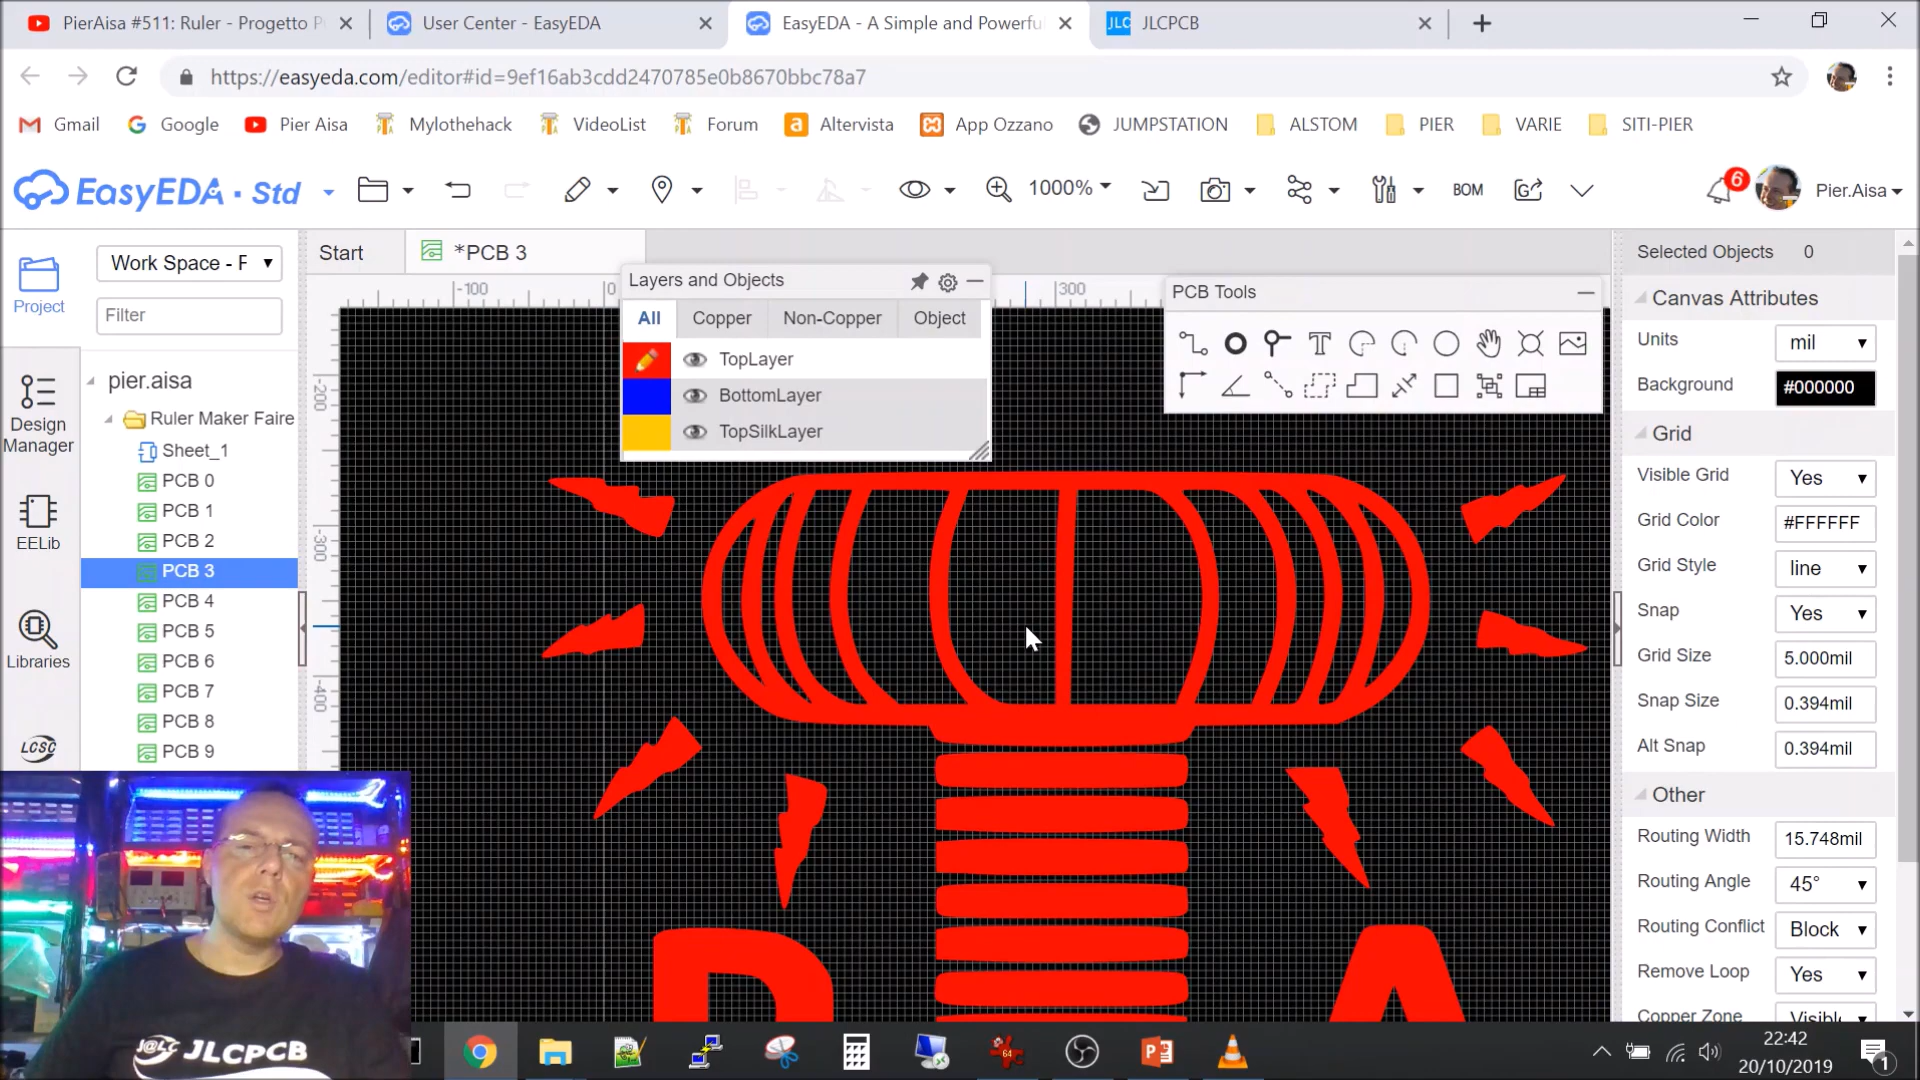 PierAisa #511: Ruler - Progetto P
User Center - EasyEDA
EasyEDA - A Simple and Powerfu
JLC JLCPCB
https://easyeda.com/editor#id=9ef16ab3cdd2470785e0b8670bbc78a7
Gmail
Google
Pier Aisa
Mylothehack
VideoList
Forum
Altervista
App Ozzano
JUMPSTATION
ALSTOM
PIER
VARIE
SITI-PIER
EasyEDA · Std
1000%
BOM
6
Pier.Aisa
Project
Design
Manager
EELib
Libraries
LCSC
Work Space - F
Filter
pier.aisa
Ruler Maker Faire
Sheet_1
PCB 0
PCB 1
PCB 2
PCB 3
PCB 4
PCB 5
PCB 6
PCB 7
PCB 8
PCB 9
Start
*PCB 3
-100
0
300
-200
-300
-400
Layers and Objects
All
Copper
Non-Copper
Object
TopLayer
BottomLayer
TopSilkLayer
PCB Tools
Selected Objects 0
Canvas Attributes
Units mil
Background #000000
Grid
Visible Grid Yes
Grid Color #FFFFFF
Grid Style line
Snap Yes
Grid Size 5.000mil
Snap Size 0.394mil
Alt Snap 0.394mil
Other
Routing Width 15.748mil
Routing Angle 45°
Routing Conflict Block
Remove Loop Yes
Copper Zone Visibl
J@LC JLCPCB
64
22:42
20/10/2019
1